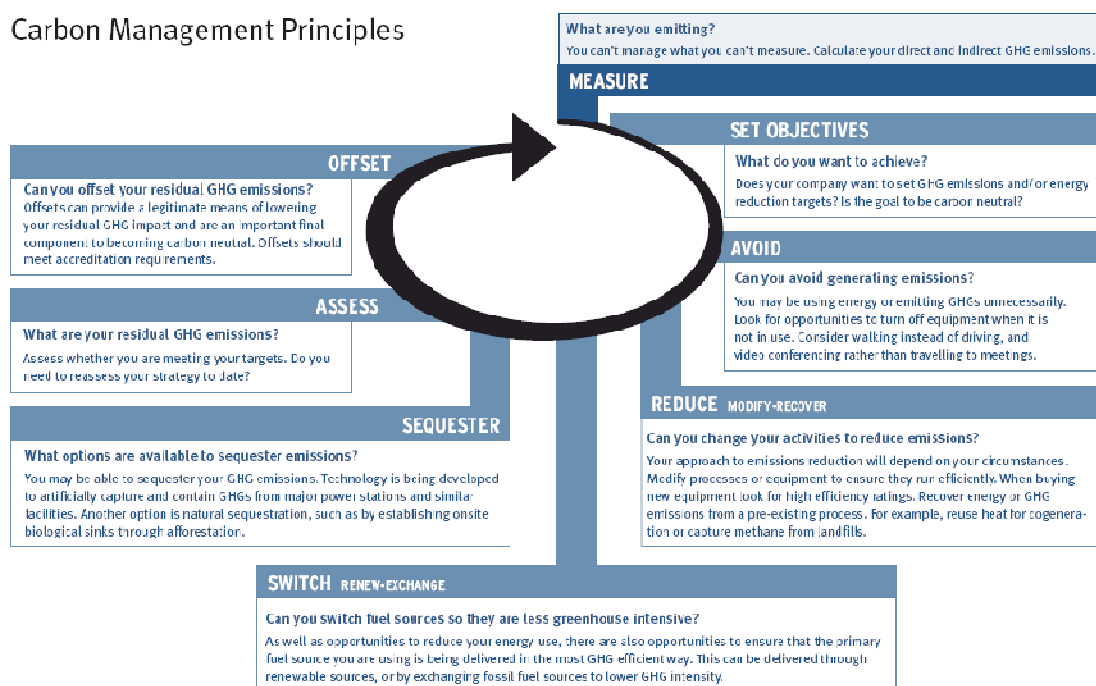 Carbon Management Principles
What are you emitting?
You can't manage what you can't measure. Calculate your direct and indirect GHG emissions.
MEASURE
SET OBJECTIVES
What do you want to achieve?
Does your company want to set GHG emissions and/or energy
reduction targets? Is the goal to be carbon neutral?
AVOID
Can you avoid generating emissions?
You may be using energy or emitting GHGs unnecessarily.
Look for opportunities to turn off equipment when it is
not in use. Consider walking instead of driving, and
video conferencing rather than travelling to meetings.
REDUCE MODIFY-RECOVER
Can you change your activities to reduce emissions?
Your approach to emissions reduction will depend on your circumstances.
Modify processes or equipment to ensure they run efficiently. When buying
new equipment look for high efficiency ratings. Recover energy or GHG
emissions from a pre-existing process. For example, reuse heat for cogenera-
tion or capture methane from landfills.
SWITCH RENEW-EXCHANGE
Can you switch fuel sources so they are less greenhouse intensive?
As well as opportunities to reduce your energy use, there are also opportunities to ensure that the primary
fuel source you are using is being delivered in the most GHG efficient way. This can be delivered through
renewable sources, or by exchanging fossil fuel sources to lower GHG intensity.
SEQUESTER
What options are available to sequester emissions?
You may be able to sequester your GHG emissions. Technology is being developed
to artificially capture and contain GHGs from major power stations and similar
facilities. Another option is natural sequestration, such as by establishing onsite
biological sinks through afforestation.
ASSESS
What are your residual GHG emissions?
Assess whether you are meeting your targets. Do you
need to reassess your strategy to date?
OFFSET
Can you offset your residual GHG emissions?
Offsets can provide a legitimate means of lowering
your residual GHG impact and are an important final
component to becoming carbon neutral. Offsets should
meet accreditation requirements.